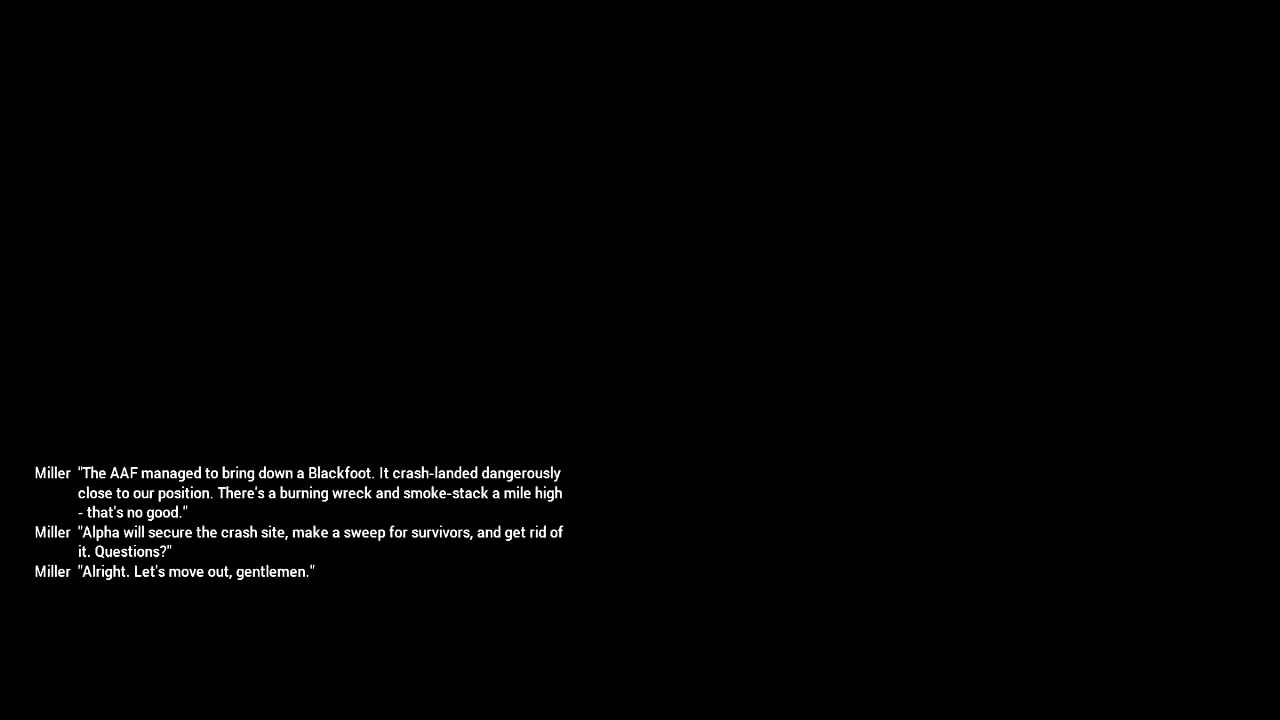 Miller "The AAF managed to bring down a Blackfoot. It crash-landed dangerously
close to our position. There's a burning wreck and smoke-stack a mile high
- that's no good."
Miller "Alpha will secure the crash site, make a sweep for survivors, and get rid of
it. Questions?"
Miller "Alright. Let's move out, gentlemen."